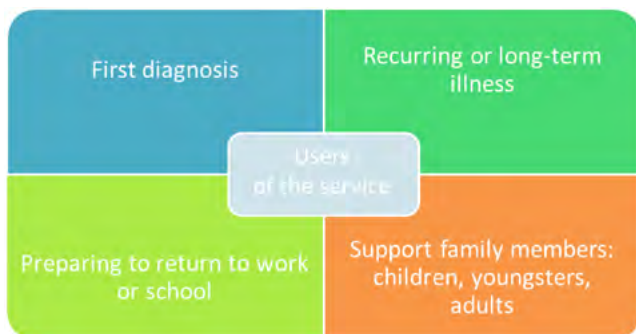 First diagnosis
Recurring or long-term
illness
Users
of the service
Preparing to return to work
or school
Support family members:
children, youngsters,
adults